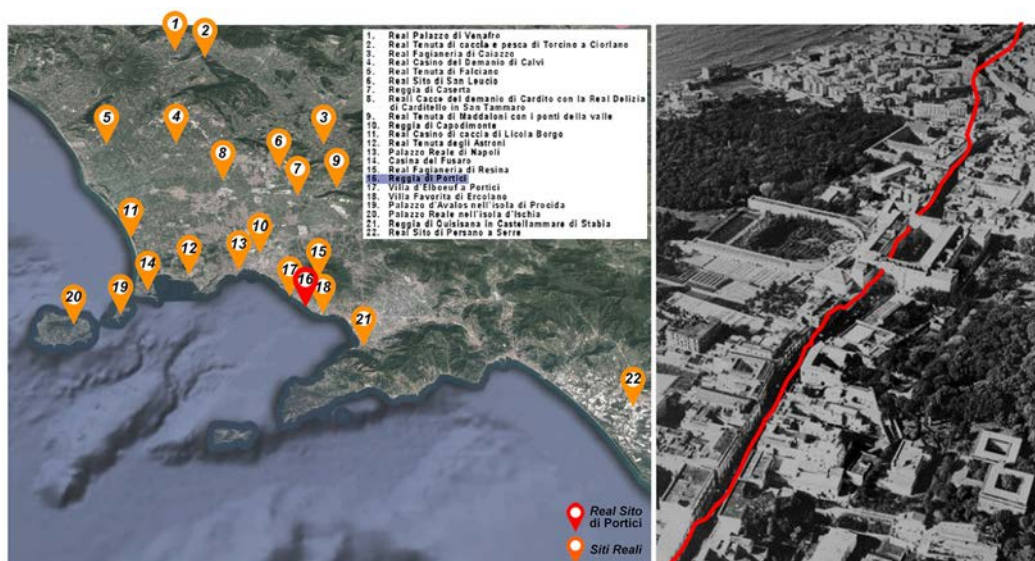 1. Real Palazzo di Venafro
2. Real Tenuta di caccia e pesca di Torcino a Ciorlano
3. Real Fagianeria di Caiazzo
4. Real Casino del Demanio di Calvi
5. Real Tenuta di Falciano
6. Real Sito di San Leucio
7. Reggia di Caserta
8. Reali Cacce del demanio di Cardito con la Real Delizia
di Carditello in San Tammaro
9. Real Tenuta di Maddaloni con i ponti della valle
10. Reggia di Capodimonte
11. Real Casino di caccia di Licola Borgo
12. Real Tenuta degli Astroni
13. Palazzo Reale di Napoli
14. Casina del Fusaro
15. Real Fagianeria di Resina
16. Reggia di Portici
17. Villa d'Elboeuf a Portici
18. Villa Favorita di Ercolano
19. Palazzo d'Avalos nell'isola di Procida
20. Palazzo Reale nell'isola d'Ischia
21. Reggia di Quisisana in Castellammare di Stabia
22. Real Sito di Persano a Serre
1
2
5
4
3
6
8
7
9
11
10
13
12
15
14
17
16
18
19
20
21
22
Real Sito
di Portici
Siti Reali